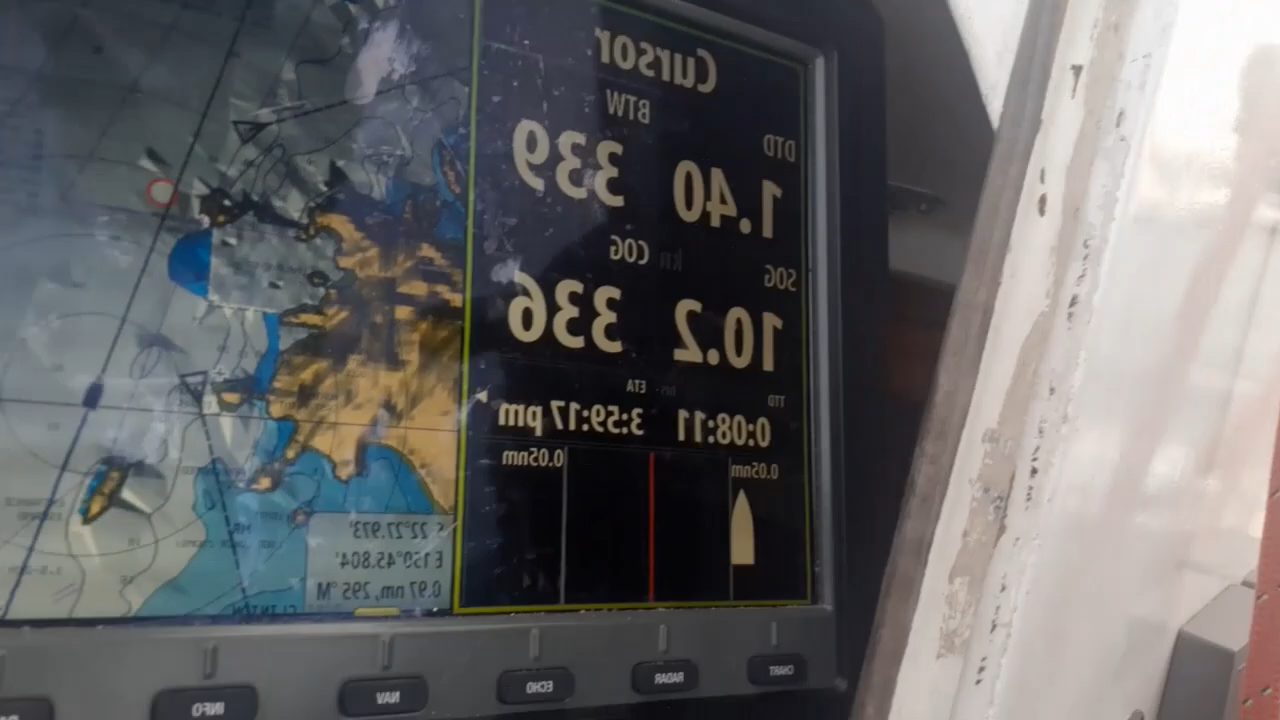 Cursor
DTD BTW
1.40 339
SOG kn COG
10.2 336
TTD ETA
0:08:11 3:59:17 pm
0.05nm 0.05nm
S 22°27.973'
E 150°45.804'
0.97 nm, 295 °M
CLINTON
CHART RADAR ECHO NAV INFO